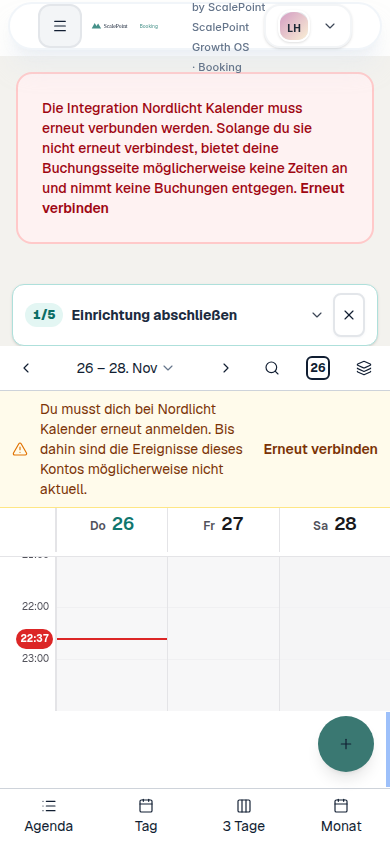 by ScalePoint
ScalePoint Booking
ScalePoint
Growth OS
· Booking
LH
Die Integration Nordlicht Kalender muss
erneut verbunden werden. Solange du sie
nicht erneut verbindest, bietet deine
Buchungsseite möglicherweise keine Zeiten an
und nimmt keine Buchungen entgegen. Erneut
verbinden
1/5 Einrichtung abschließen
26 – 28. Nov
26
Du musst dich bei Nordlicht
Kalender erneut anmelden. Bis
dahin sind die Ereignisse dieses
Kontos möglicherweise nicht
aktuell.
Erneut verbinden
Do 26 Fr 27 Sa 28
22:00
22:37
23:00
Agenda Tag 3 Tage Monat